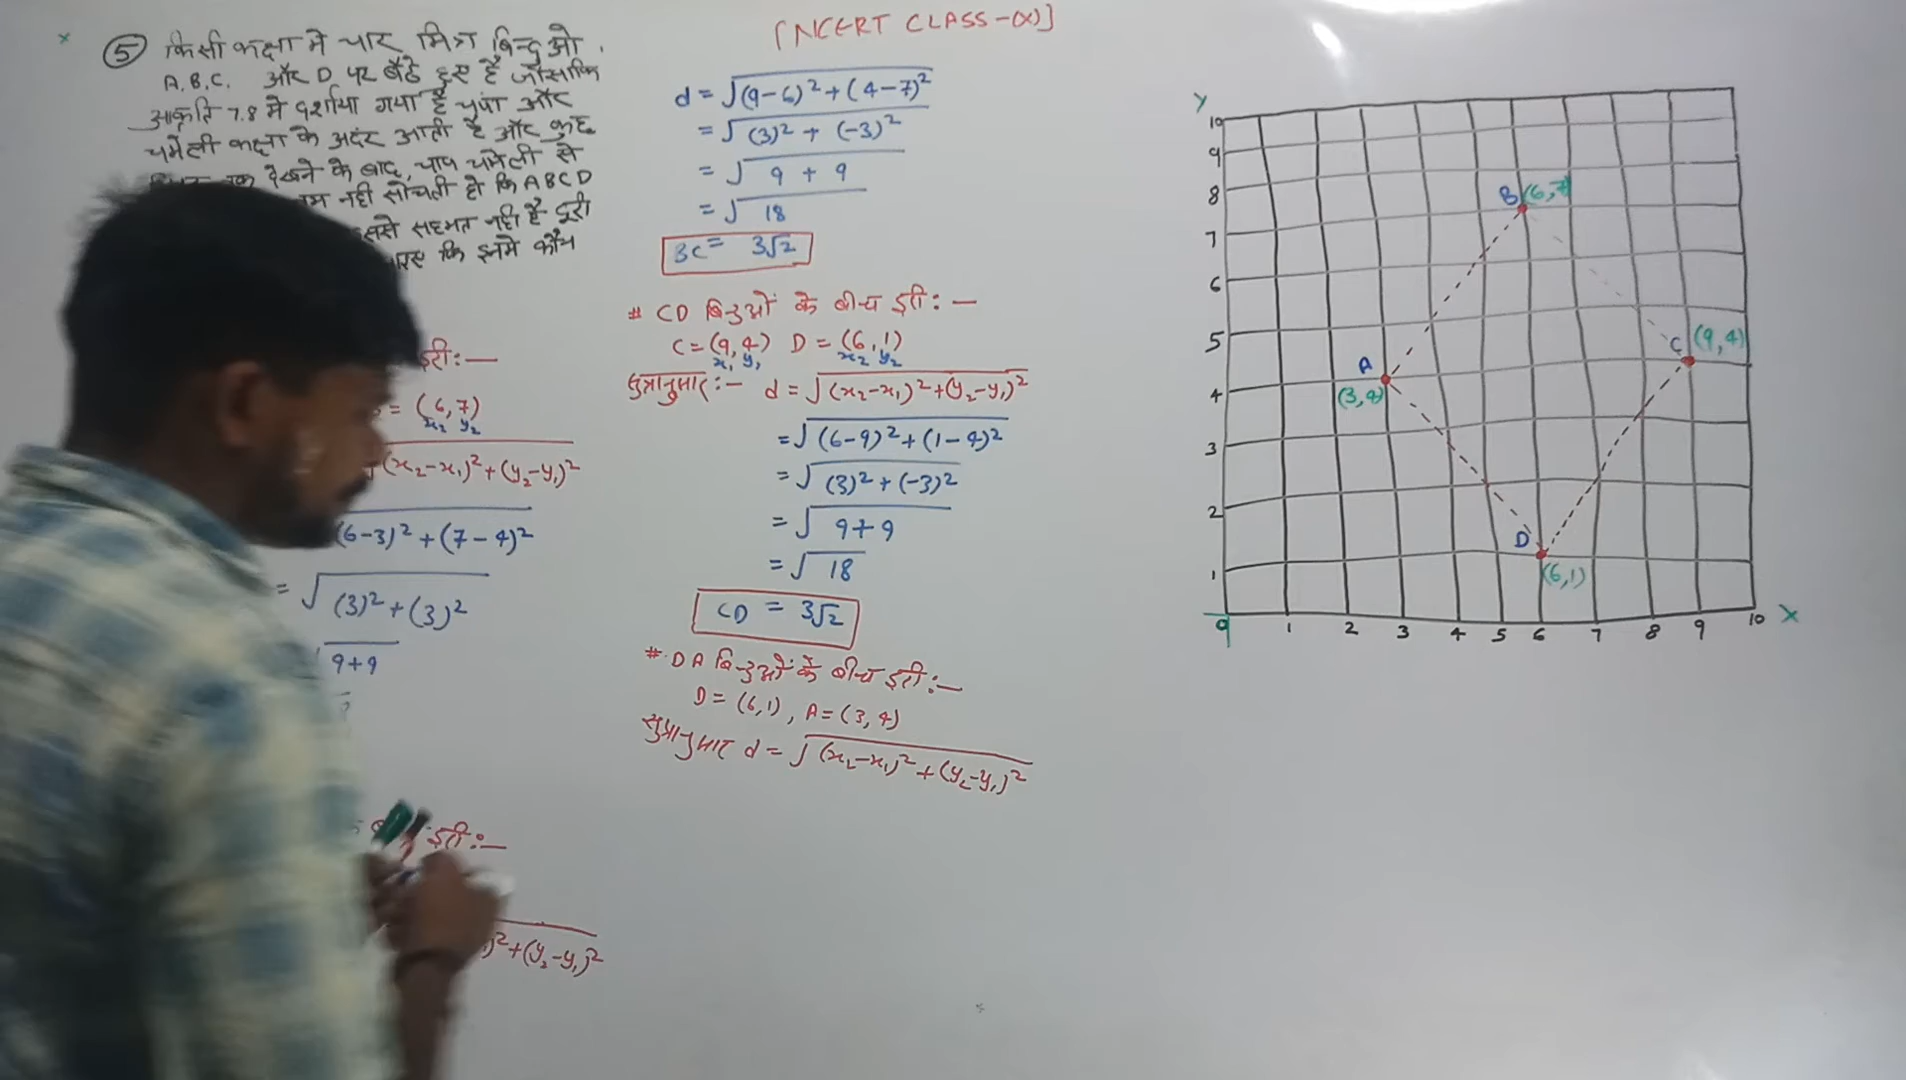 [NCERT CLASS-(X)]
⑤ किसी कक्षा में चार मित्र बिन्दुओ
A, B, C, और D पर बैठे हुए है जैसाकि
आकृति 7.8 मे दर्शाया गया है चंपा और
चमेली कक्षा के अदंर आती है और कुछ
देखने के बाद, चंपा चमेली से
नही सोचती हो कि ABCD
सहमत नही है दूरी
कि इनमे कौन
दूरी:—
= (6,7)
x₂ y₂
(x₂-x₁)²+(y₂-y₁)²
(6-3)²+(7-4)²
= √(3)²+(3)²
9+9
दूरी:—
)²+(y₂-y₁)²
d = √(9-6)²+(4-7)²
= √(3)²+(-3)²
= √9+9
= √18
BC = 3√2
# CD बिन्दुओं के बीच दूरी:—
C=(9,4) D=(6,1)
x₁ y₁ x₂ y₂
सूत्रानुसार:- d=√(x₂-x₁)²+(y₂-y₁)²
=√(6-9)²+(1-4)²
=√(3)²+(-3)²
=√9+9
=√18
CD = 3√2
# DA बिन्दुओं के बीच दूरी:—
D=(6,1), A=(3,4)
सूत्रानुसार d=√(x₂-x₁)²+(y₂-y₁)²
Y
10
9
8 B (6,7)
7
6
5 C (9,4)
A
4 (3,4)
3
2 D
1 (6,1)
0 1 2 3 4 5 6 7 8 9 10 X